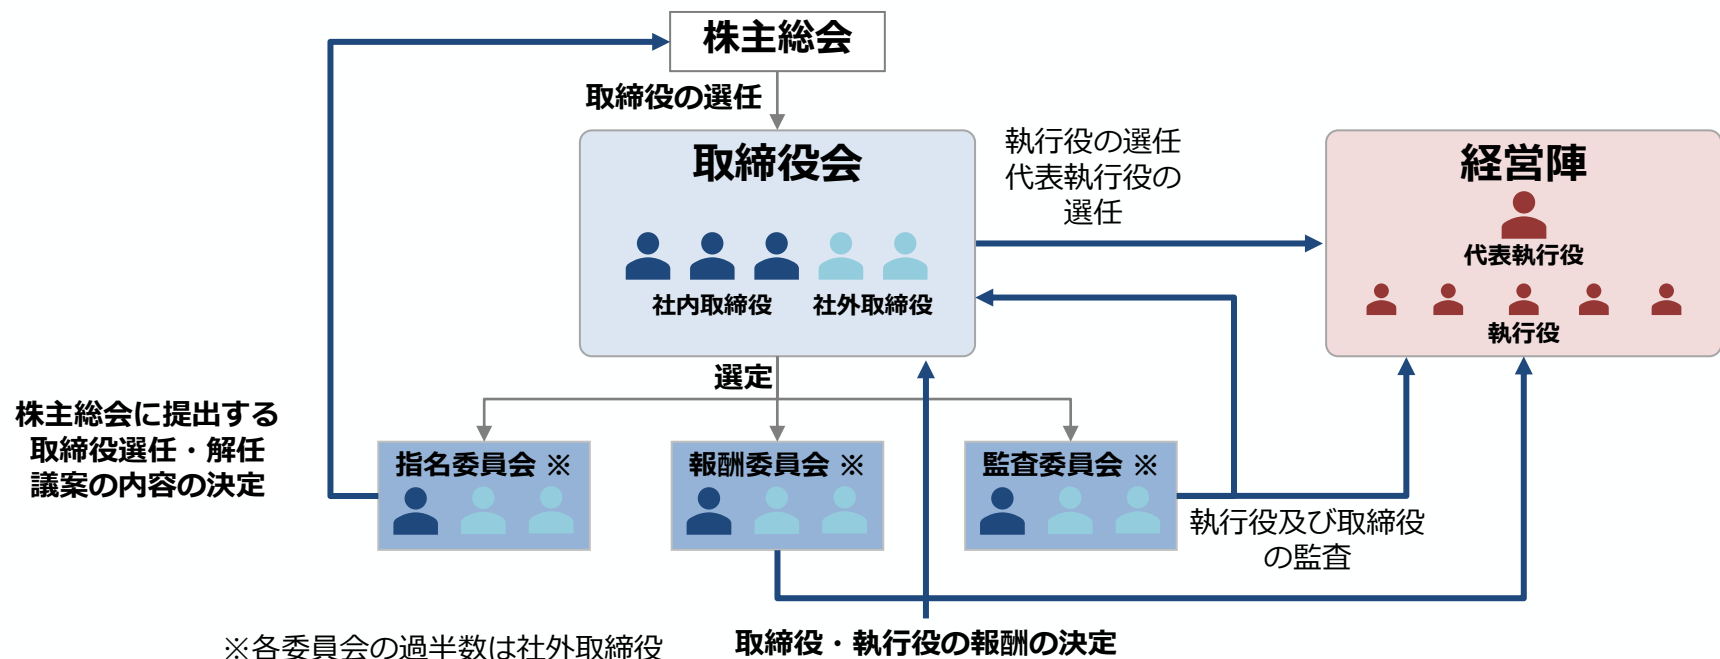 株主総会
取締役の選任
取締役会
社内取締役
社外取締役
執行役の選任
代表執行役の
選任
経営陣
代表執行役
執行役
選定
株主総会に提出する
取締役選任・解任
議案の内容の決定
指名委員会 ※
報酬委員会 ※
監査委員会 ※
執行役及び取締役
の監査
取締役・執行役の報酬の決定
※各委員会の過半数は社外取締役